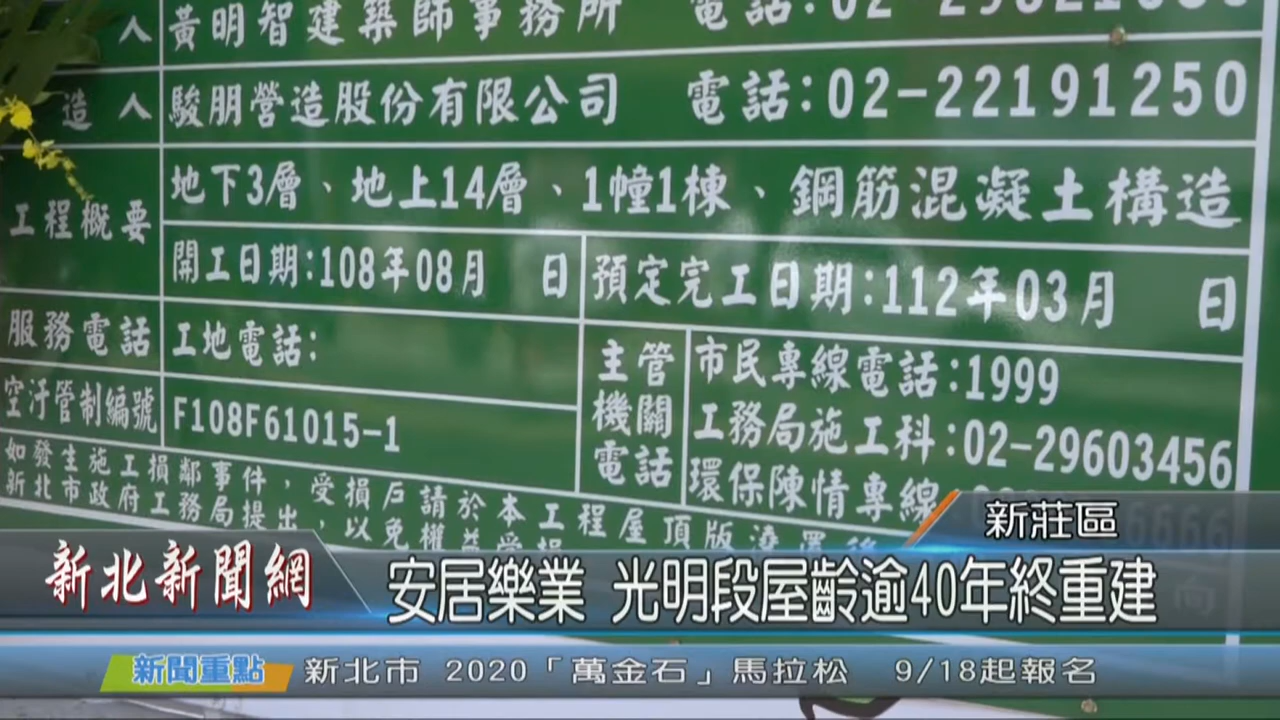 人 黃明智建築師事務所 電話:02-2982
造人 駿朋營造股份有限公司 電話:02-22191250
工程概要 地下3層、地上14層、1幢1棟、鋼筋混凝土構造
開工日期:108年08月 日 預定完工日期:112年03月 日
服務電話 工地電話:
主管機關電話 市民專線電話:1999
工務局施工科:02-29603456
環保陳情專線
空汙管制編號 F108F61015-1
如發生施工損鄰事件,受損戶請於本工程屋頂版澆置
新北市政府工務局提出,以免權益受損
新莊區
新北新聞網
安居樂業 光明段屋齡逾40年終重建
新聞重點 新北市 2020「萬金石」馬拉松 9/18起報名